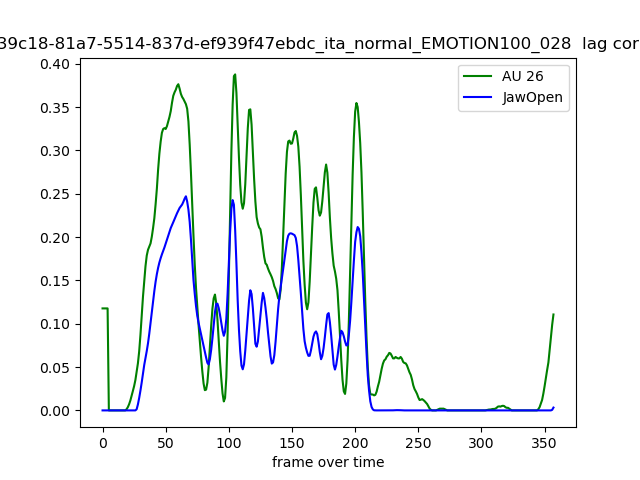 39c18-81a7-5514-837d-ef939f47ebdc_ita_normal_EMOTION100_028  lag cor
AU 26
JawOpen
0.40
0.35
0.30
0.25
0.20
0.15
0.10
0.05
0.00
0 50 100 150 200 250 300 350
frame over time